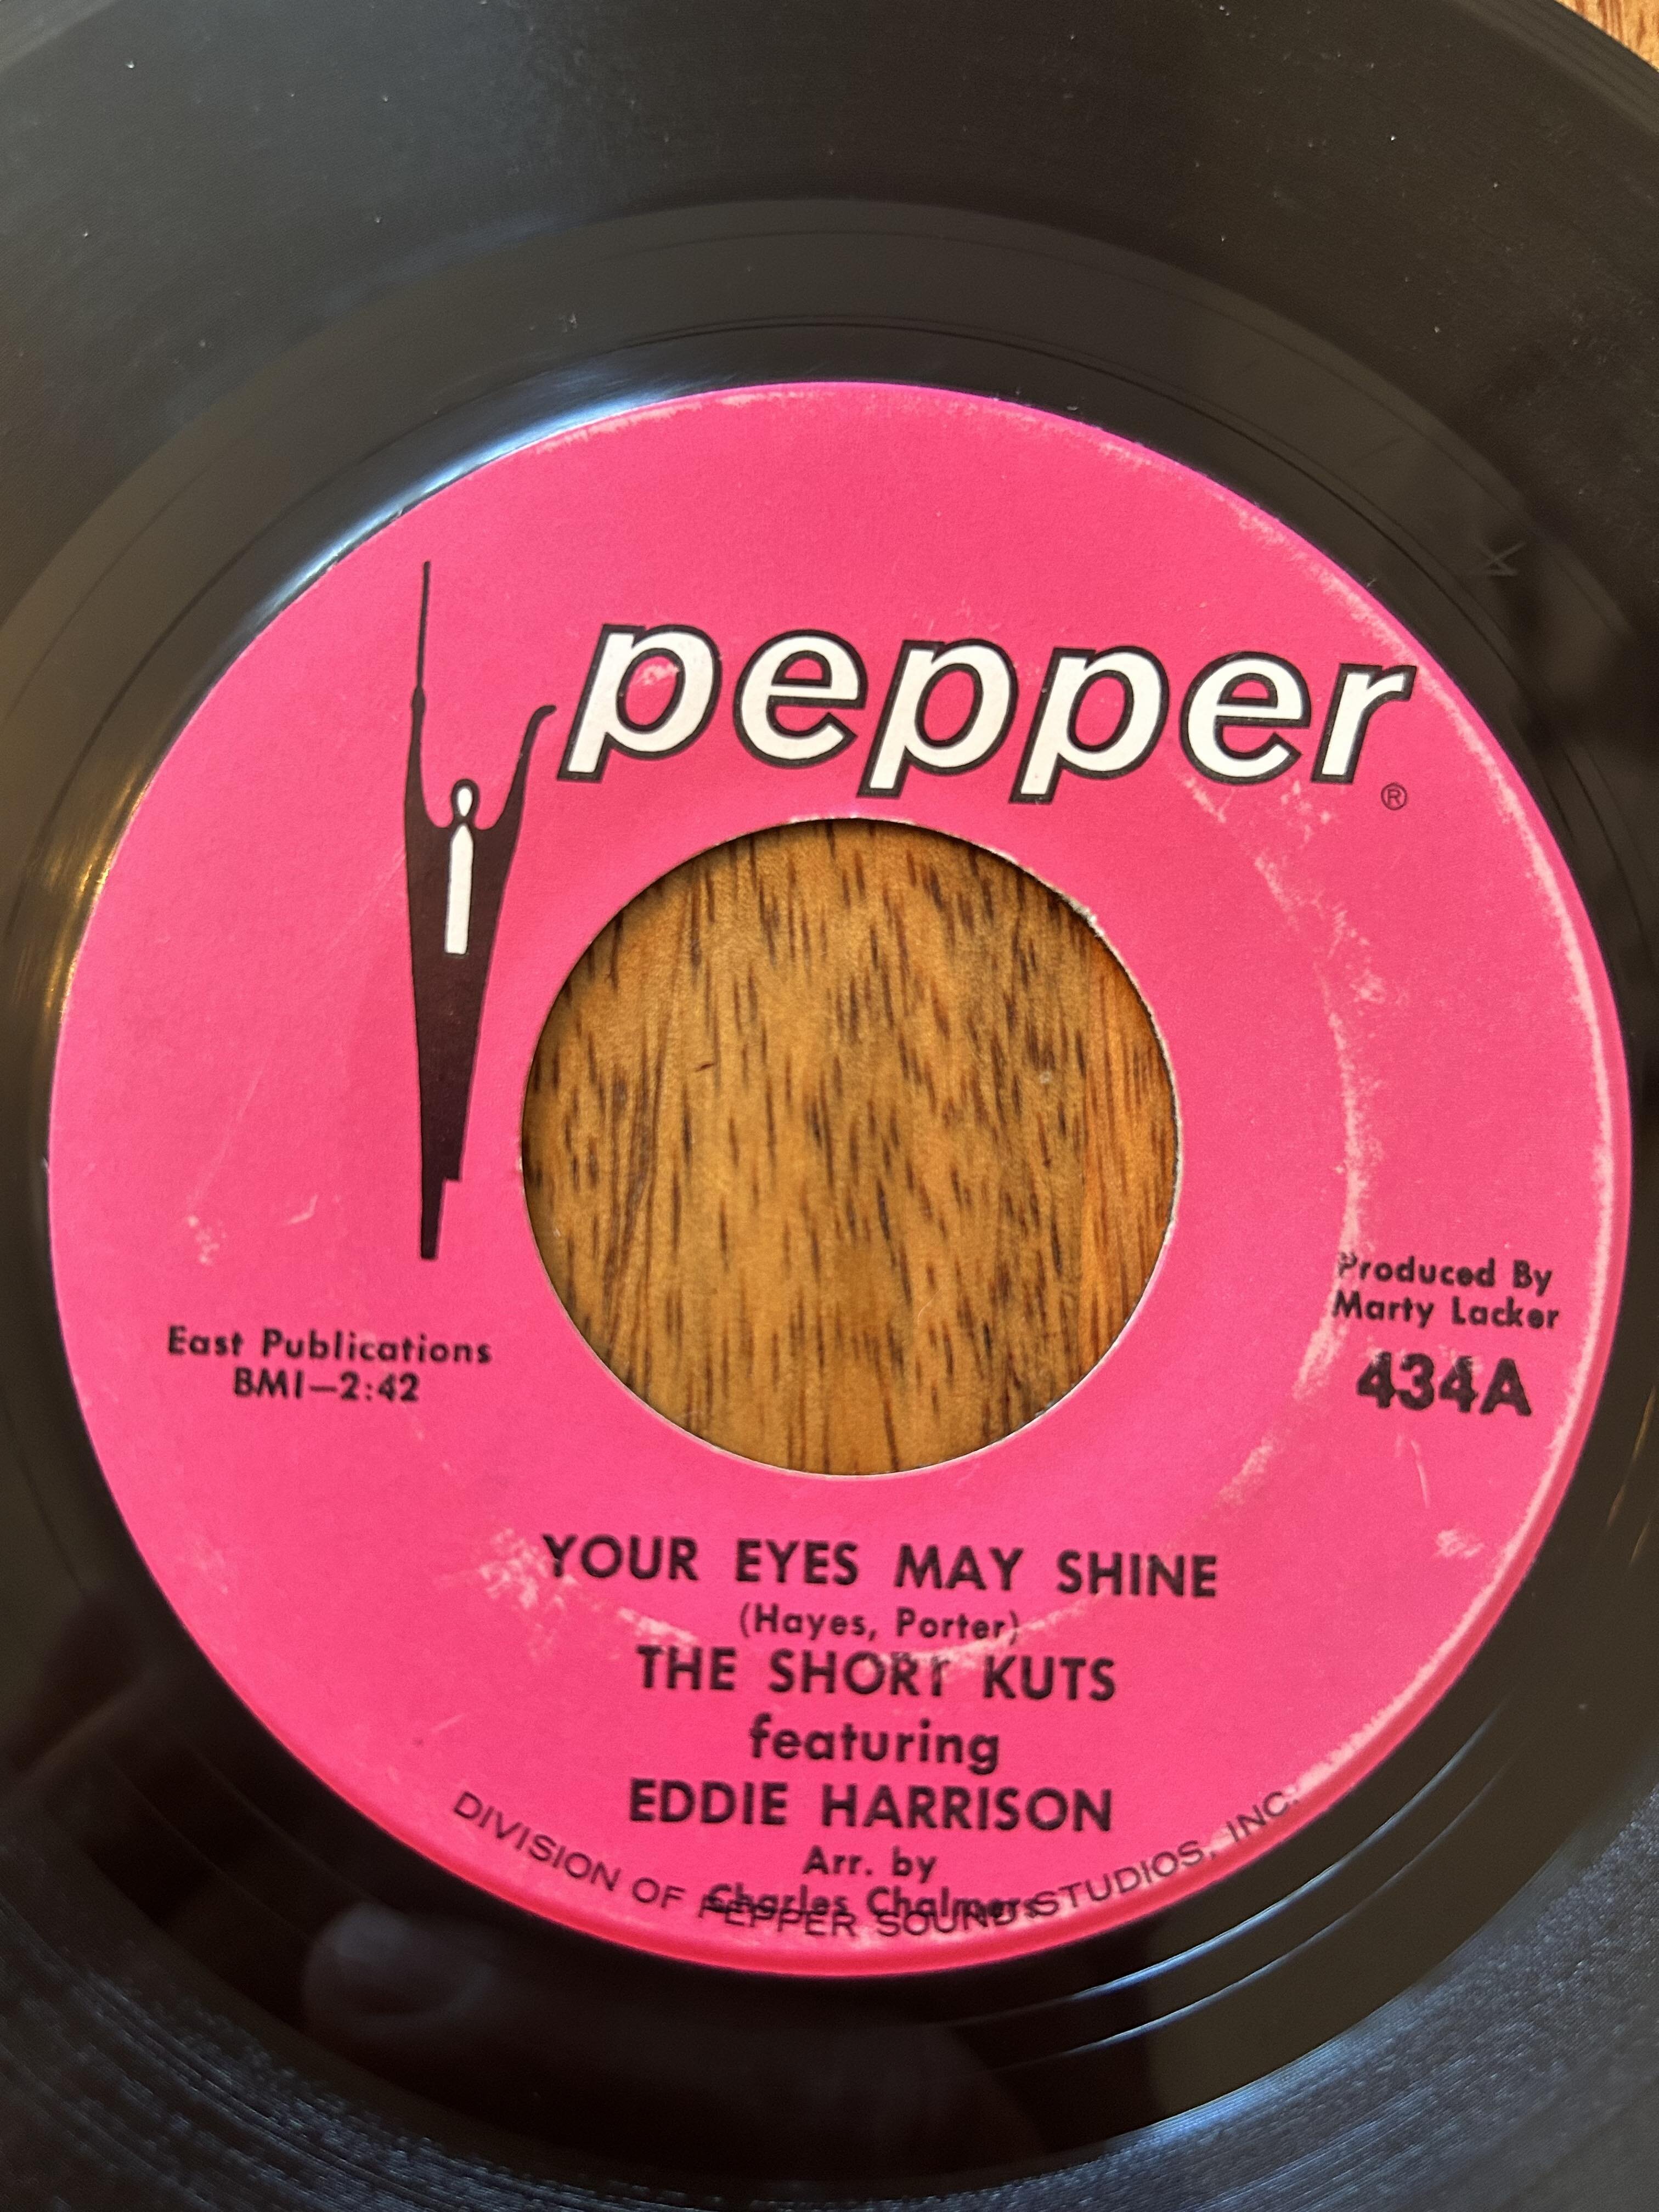 pepper
®
East Publications
BMI—2:42
Produced By
Marty Lacker
434A
YOUR EYES MAY SHINE
(Hayes, Porter)
THE SHORT KUTS
featuring
EDDIE HARRISON
Arr. by
Charles Chalmers
DIVISION OF PEPPER SOUND STUDIOS, INC.